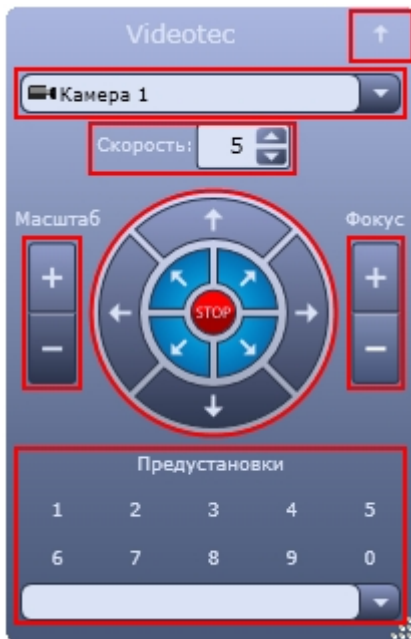 Videotec
Камера 1
Скорость: 5
Масштаб
Фокус
STOP
Предустановки
1 2 3 4 5
6 7 8 9 0